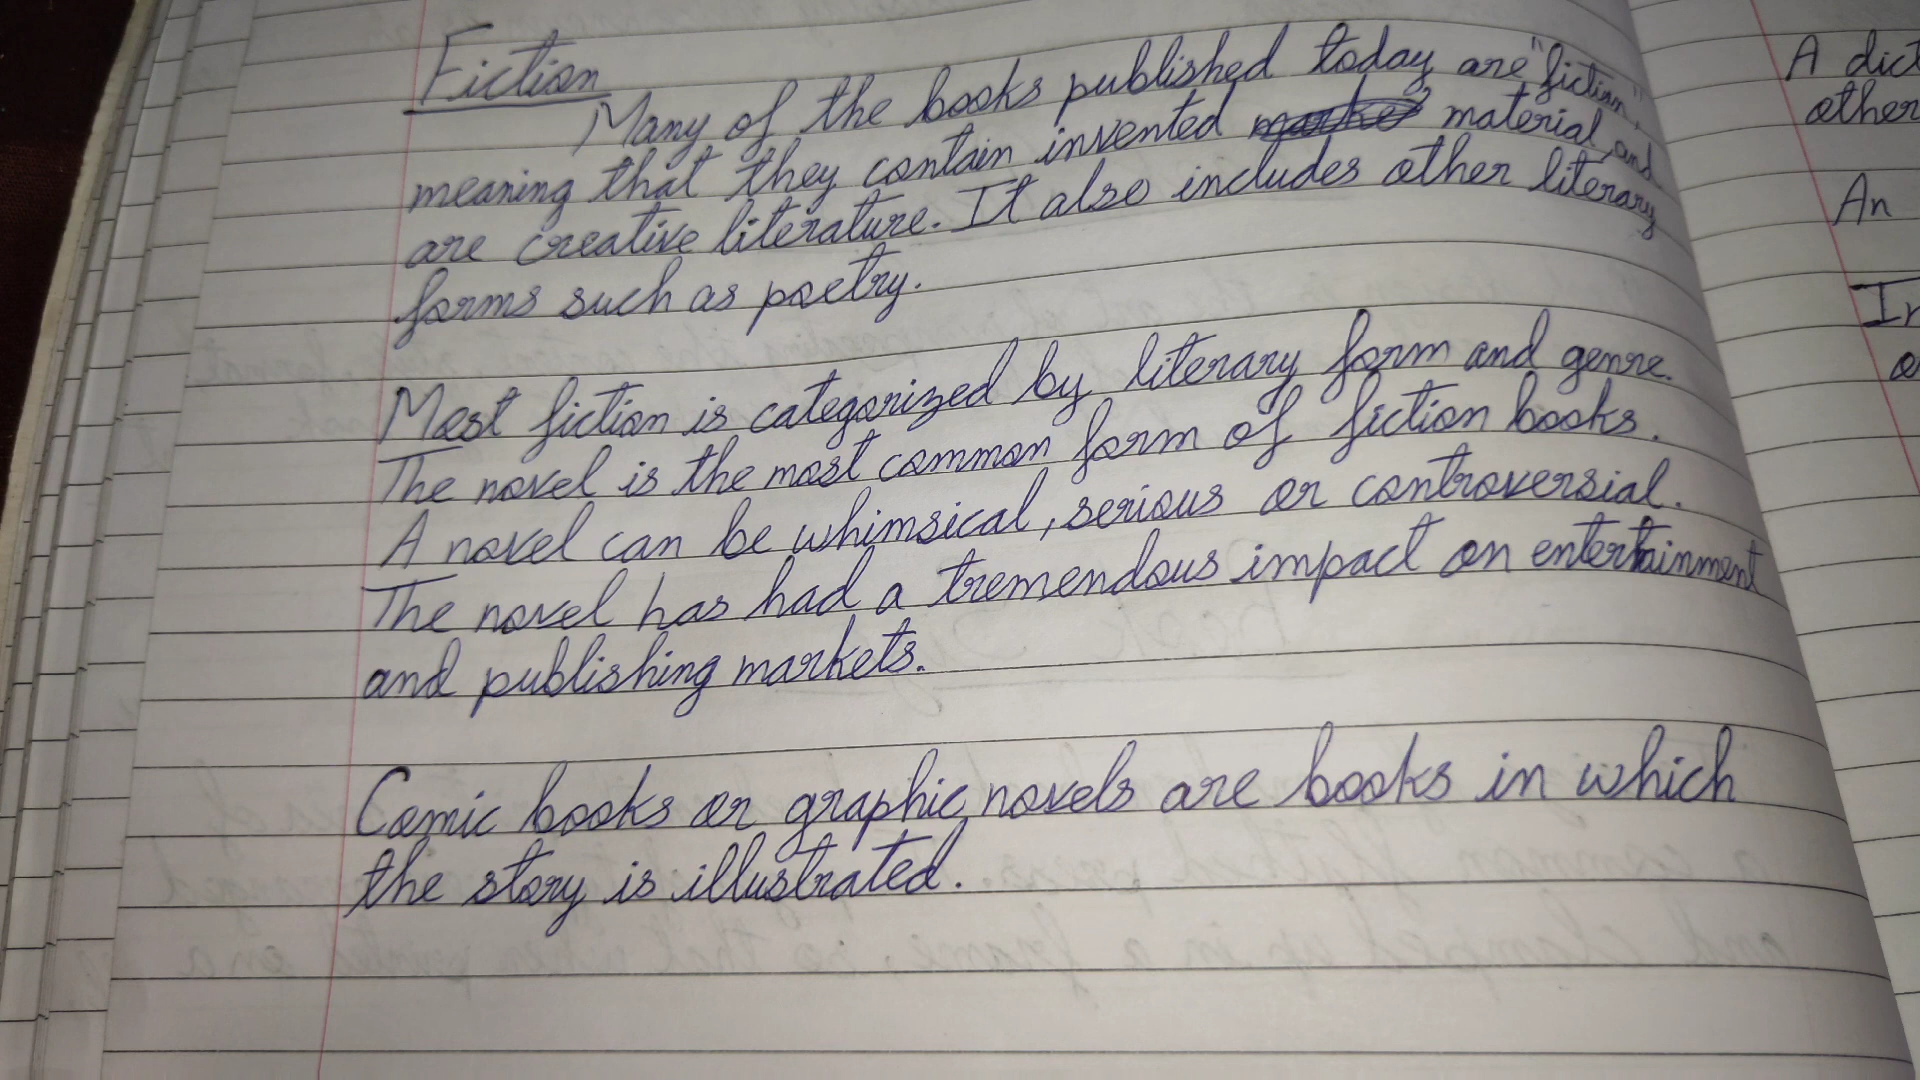 Fiction
Many of the books published today are "fiction",
meaning that they contain invented material, and
are creative literature. It also includes other literary
forms such as poetry.
Most fiction is categorized by literary form and genre.
The novel is the most common form of fiction books.
A novel can be whimsical, serious or controversial.
The novel has had a tremendous impact on entertainment
and publishing markets.
Comic books or graphic novels are books in which
the story is illustrated.
A dict
other
An
In